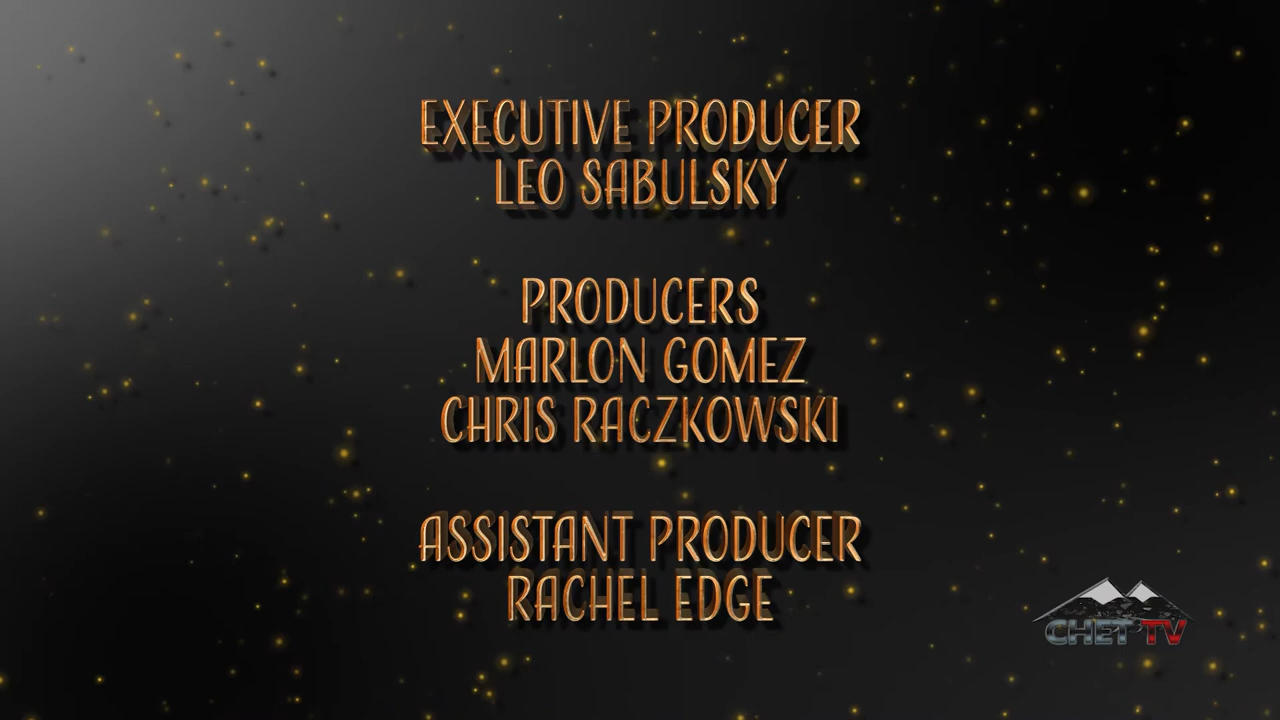 EXECUTIVE PRODUCER
LEO SABULSKY
PRODUCERS
MARLON GOMEZ
CHRIS RACZKOWSKI
ASSISTANT PRODUCER
RACHEL EDGE
CHET TV